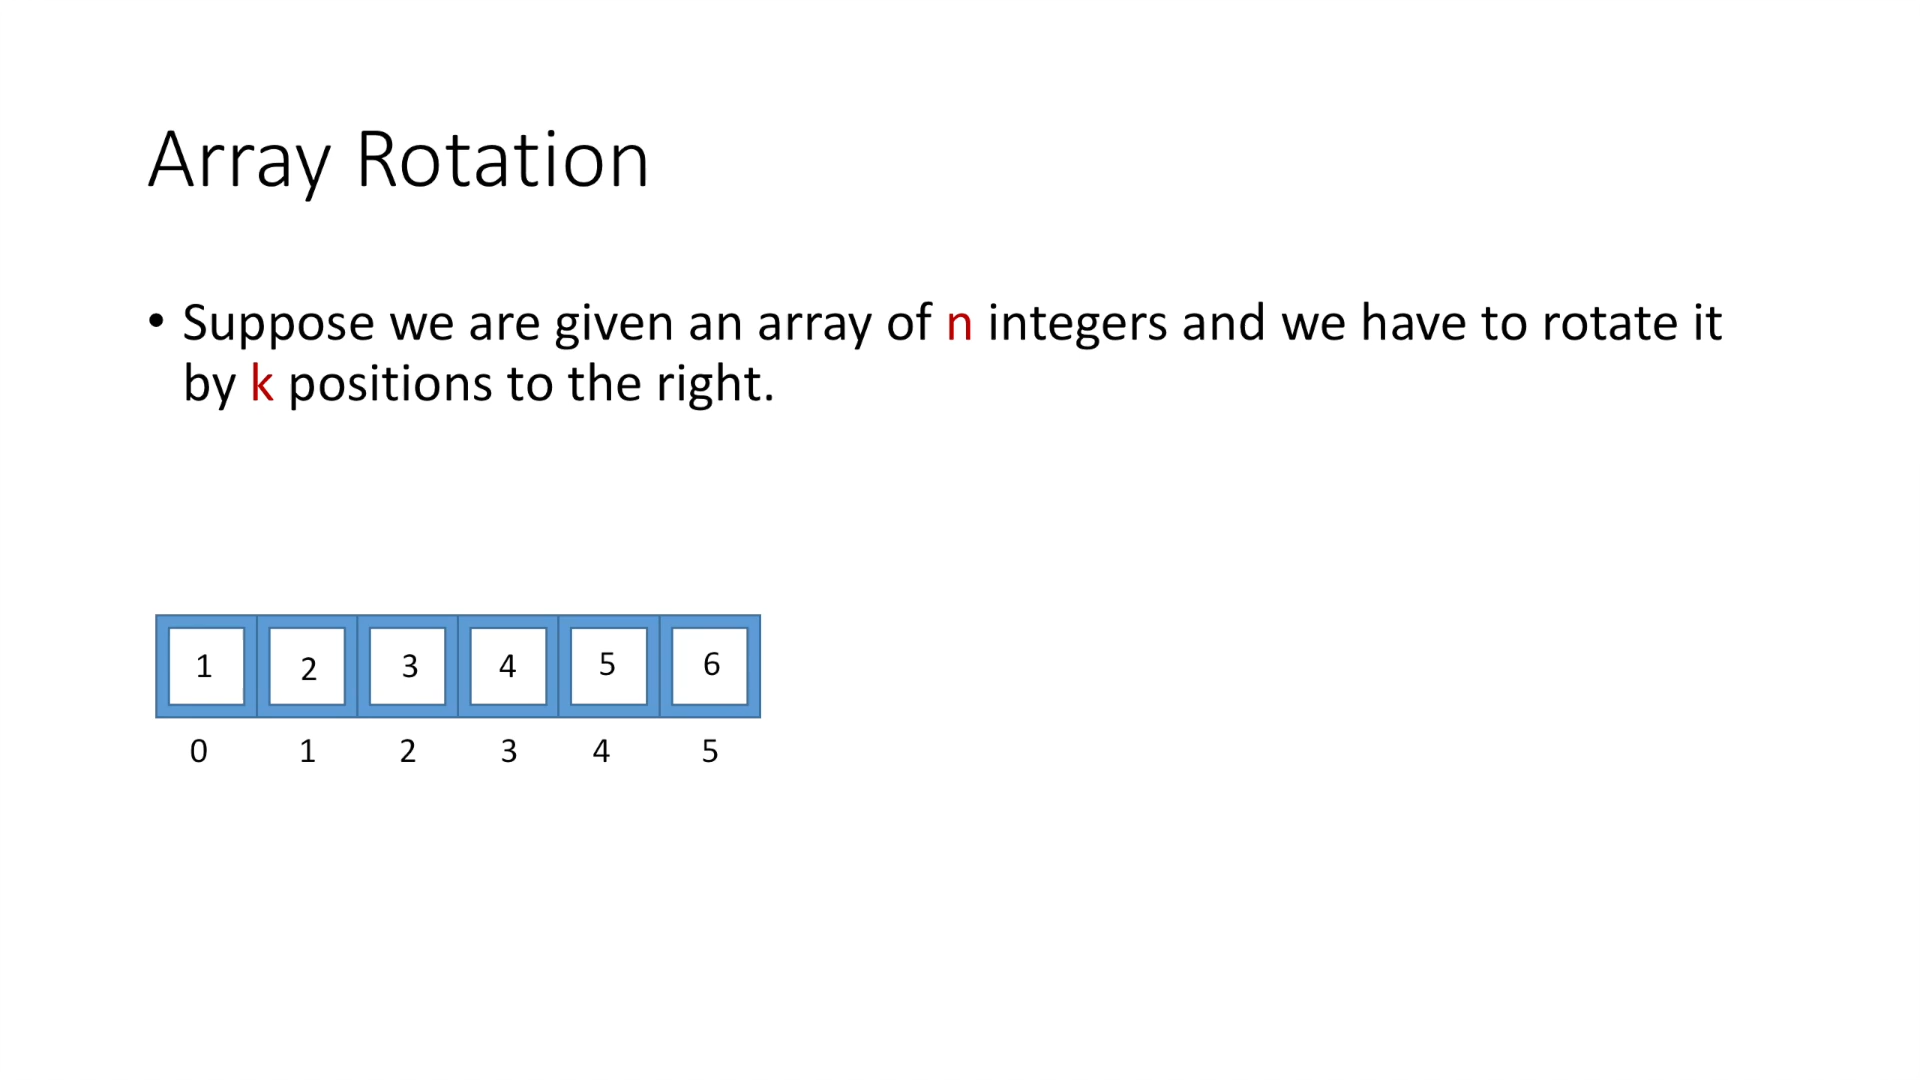 Array Rotation
• Suppose we are given an array of n integers and we have to rotate it
by k positions to the right.
1 2 3 4 5 6
0 1 2 3 4 5